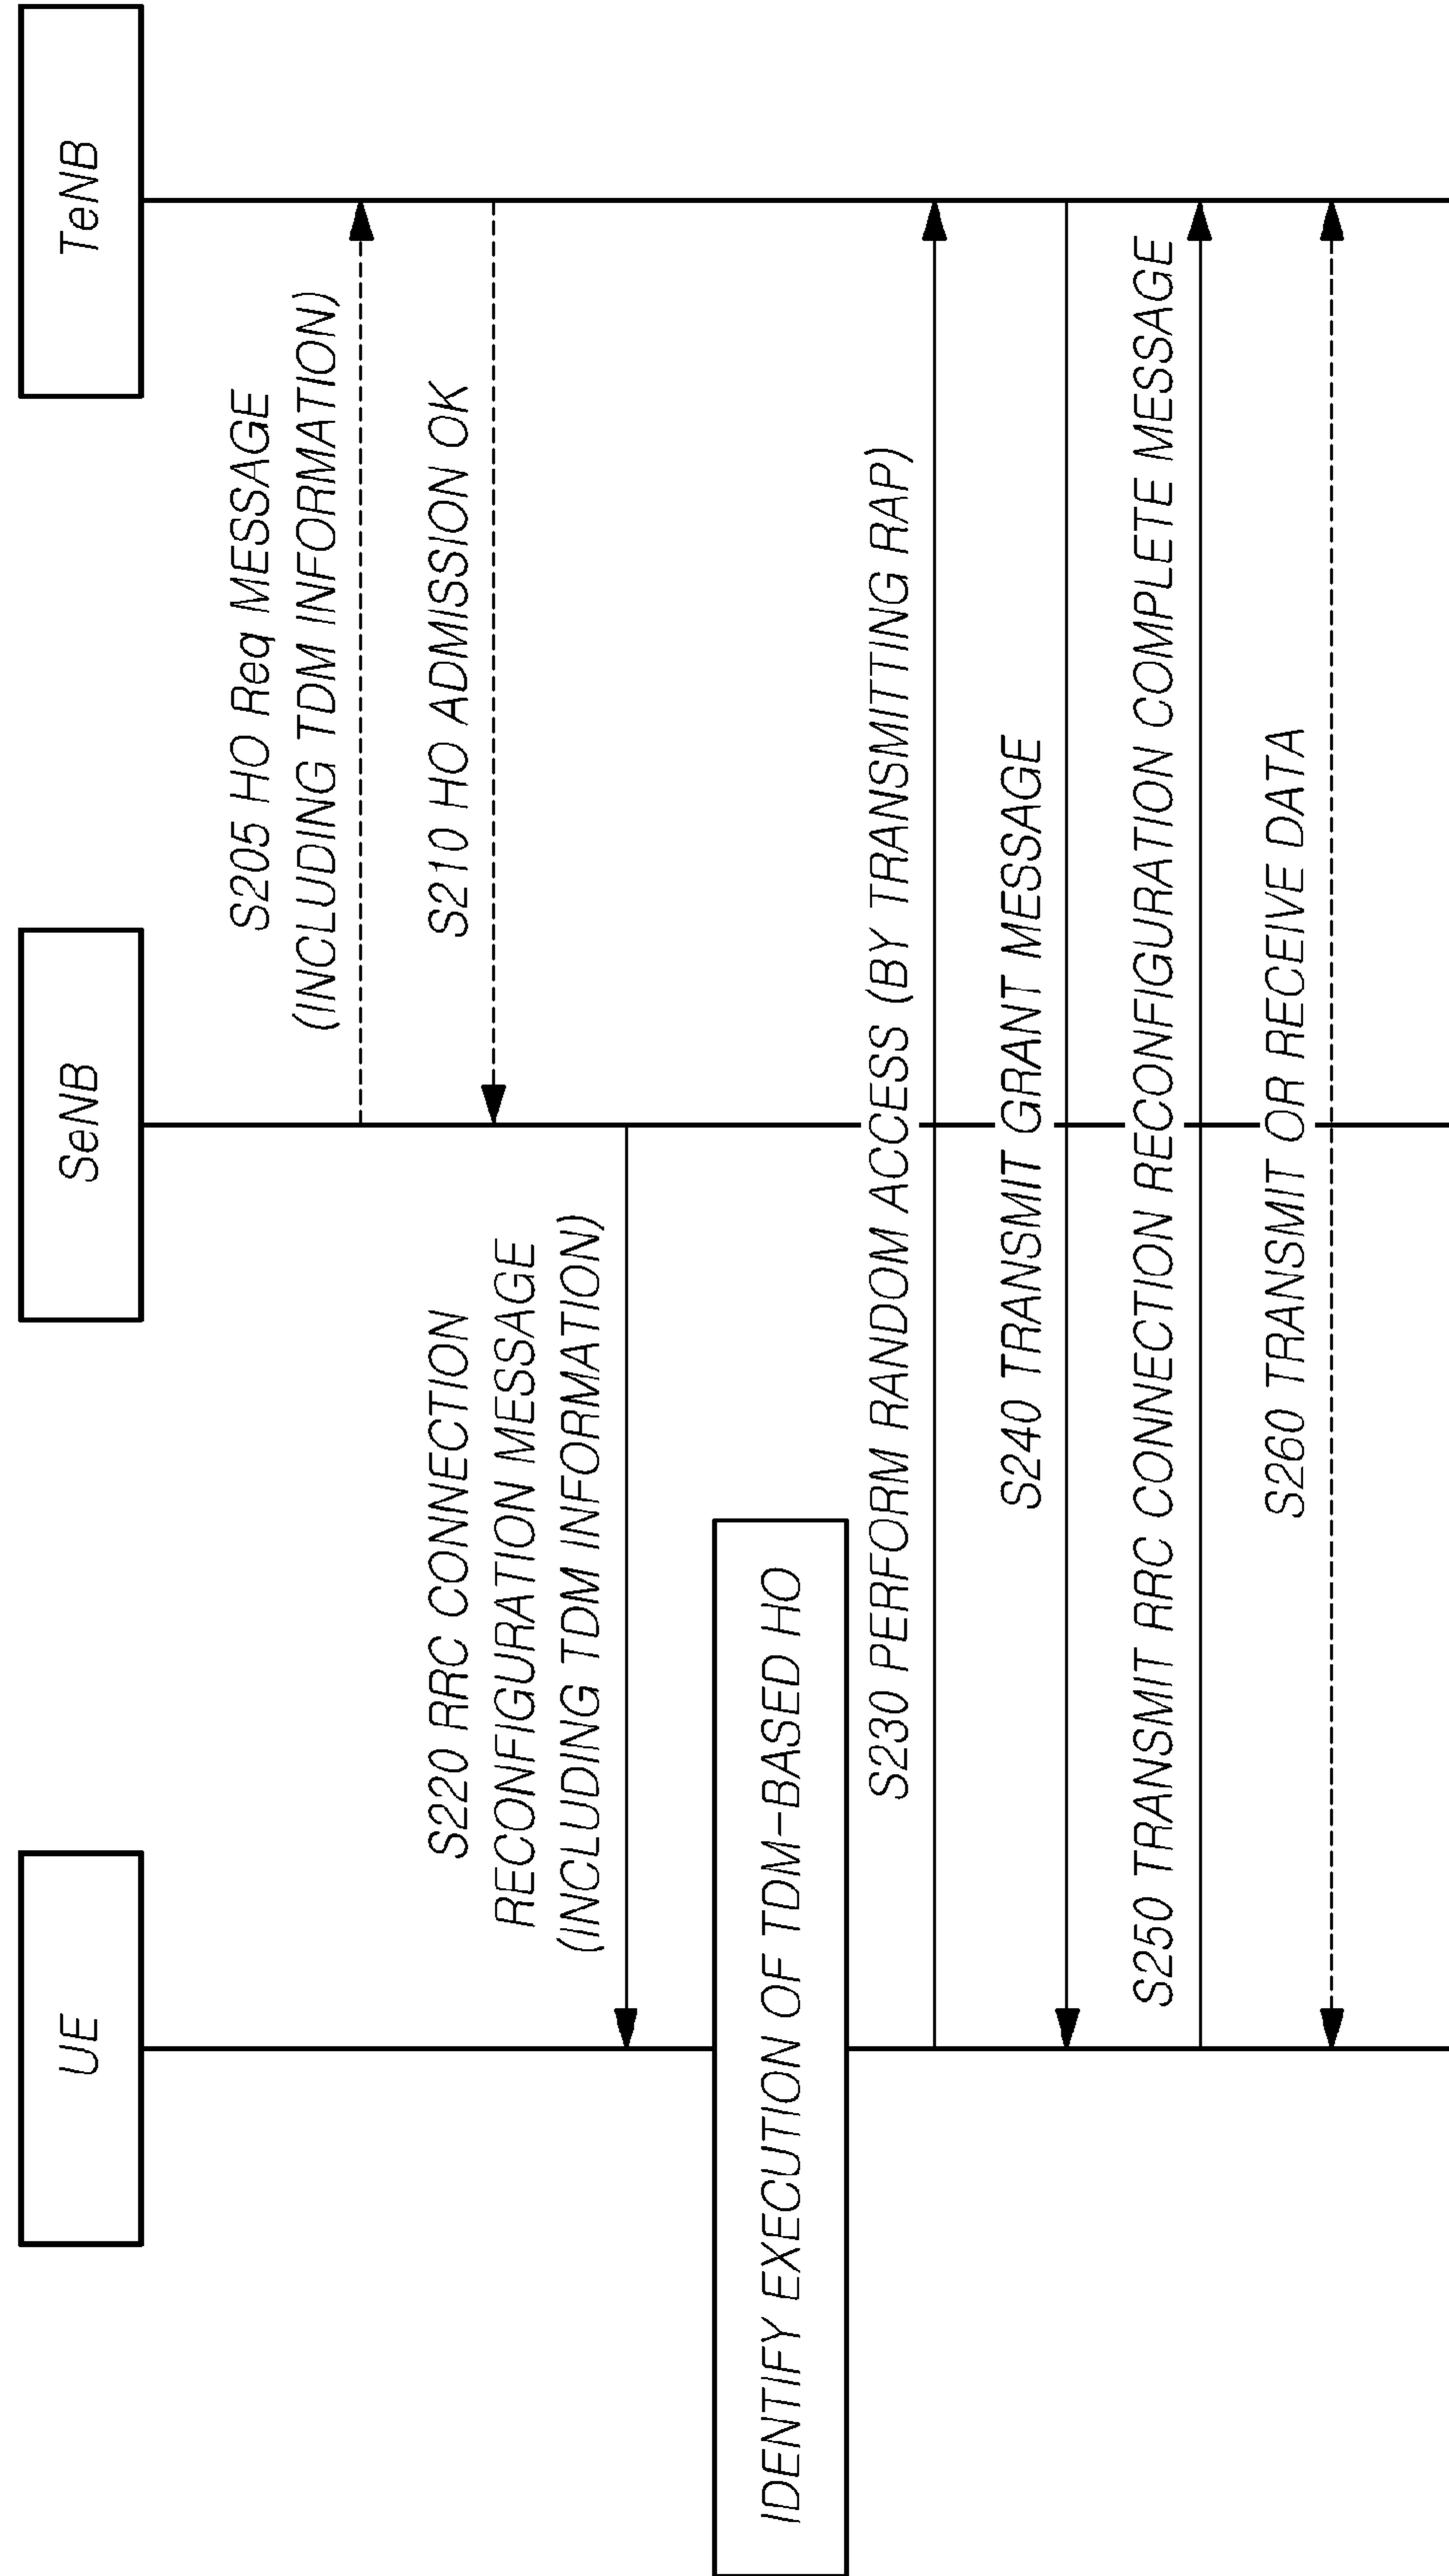 UE
SeNB
TeNB
S205 HO Req MESSAGE
(INCLUDING TDM INFORMATION)
S210 HO ADMISSION OK
S220 RRC CONNECTION
RECONFIGURATION MESSAGE
(INCLUDING TDM INFORMATION)
IDENTIFY EXECUTION OF TDM-BASED HO
S230 PERFORM RANDOM ACCESS (BY TRANSMITTING RAP)
S240 TRANSMIT GRANT MESSAGE
S250 TRANSMIT RRC CONNECTION RECONFIGURATION COMPLETE MESSAGE
S260 TRANSMIT OR RECEIVE DATA